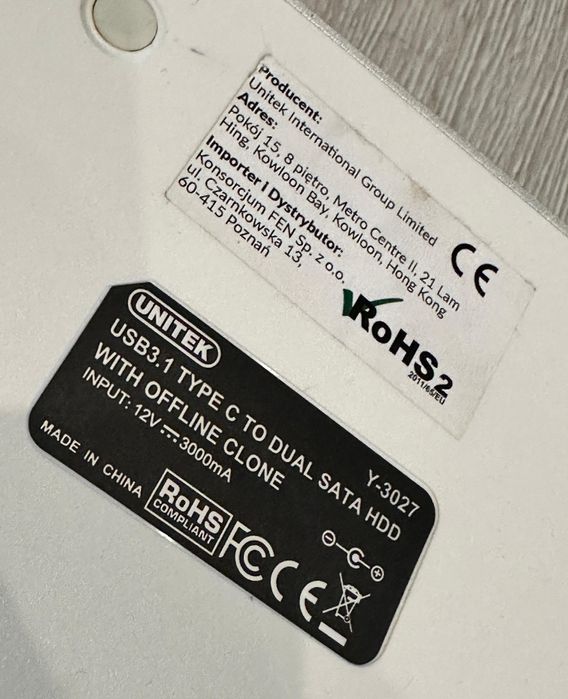 Producent:
Unitek International Group Limited
Adres:
Pokój 15, 8 piętro, Metro Centre II, 21 Lam
Hing, Kowloon Bay, Kowloon, Hong Kong
Importer i Dystrybutor:
Konsorcjum FEN Sp. z o.o.
ul. Czarnkowska 13,
60-415 Poznań
CE
RoHS2
2011/65/EU
UNITEK
USB3.1 TYPE C TO DUAL SATA HDD
WITH OFFLINE CLONE
Y-3027
INPUT: 12V⎓3000mA
MADE IN CHINA
RoHS
COMPLIANT
FC CE